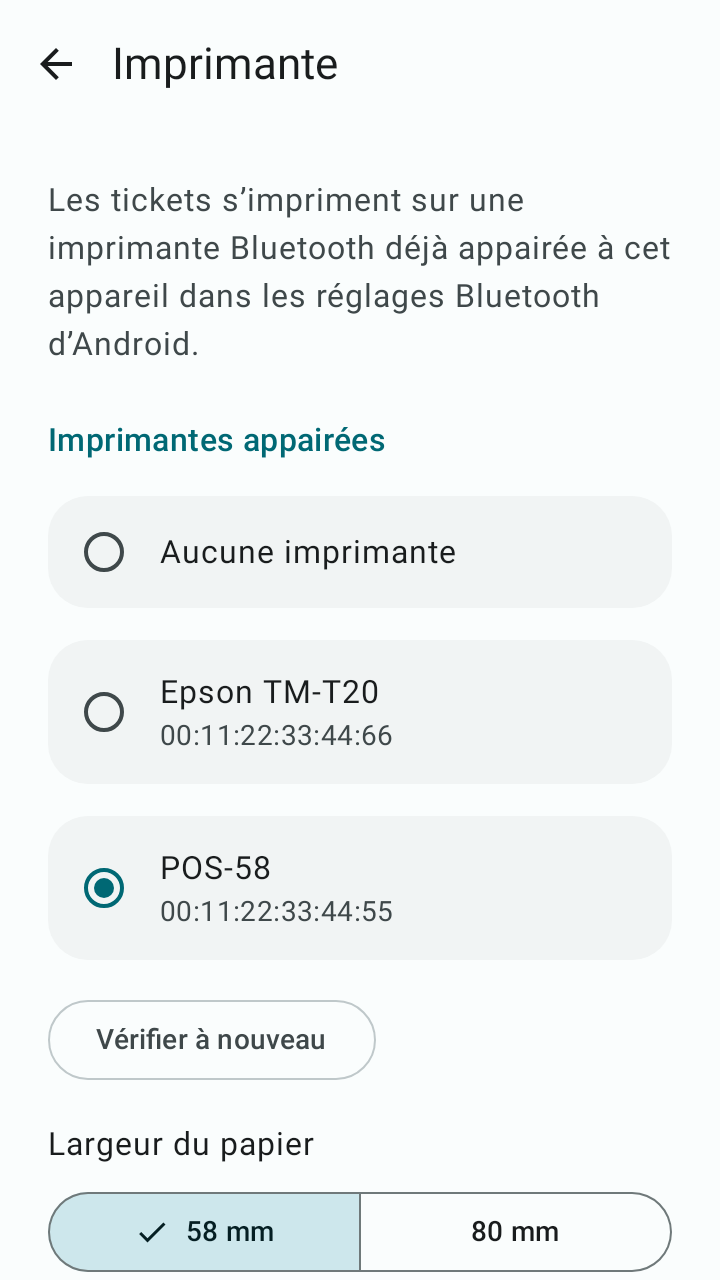 Imprimante
Les tickets s’impriment sur une
imprimante Bluetooth déjà appairée à cet
appareil dans les réglages Bluetooth
d’Android.
Imprimantes appairées
Aucune imprimante
Epson TM-T20
00:11:22:33:44:66
POS-58
00:11:22:33:44:55
Vérifier à nouveau
Largeur du papier
58 mm
80 mm